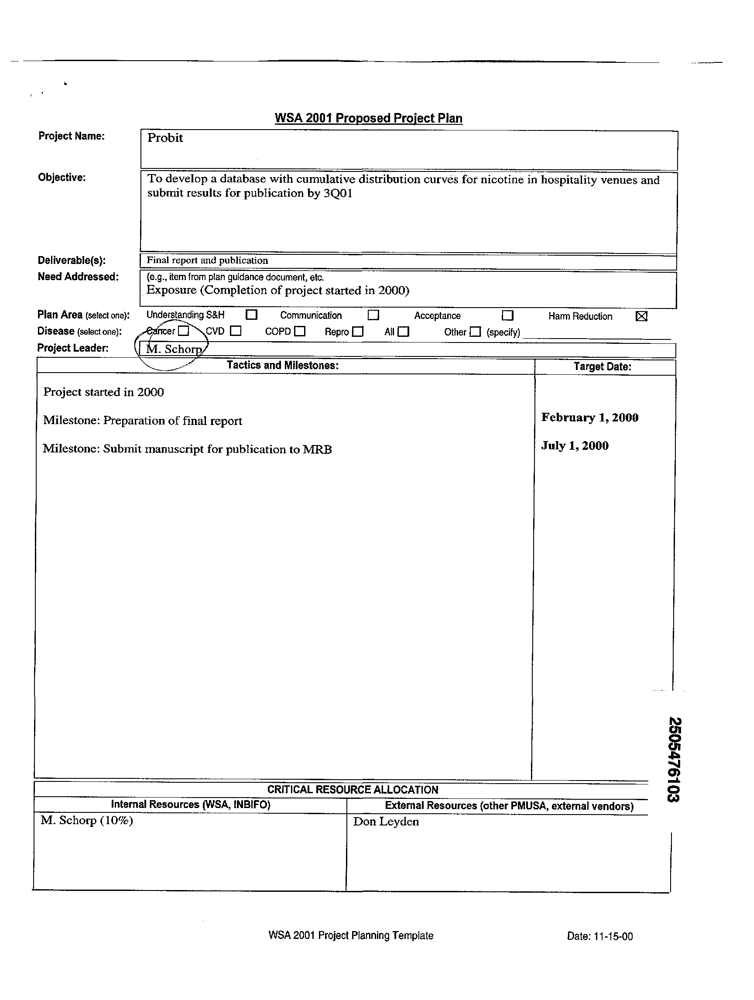 WSA 2001 Proposed Project Plan
Project Name: Probit
Objective: To develop a database with cumulative distribution curves for nicotine in hospitality venues and
submit results for publication by 3Q01
Deliverable(s): Final report and publication
Need Addressed: (e.g., item from plan guidance document, etc.
Exposure (Completion of project started in 2000)
Plan Area (select one): Understanding S&H ☐ Communication ☐ Acceptance ☐ Harm Reduction ☒
Disease (select one): Cancer ☐ CVD ☐ COPD ☐ Repro ☐ All ☐ Other ☐ (specify)
Project Leader: M. Schorp
Tactics and Milestones: Target Date:
Project started in 2000
Milestone: Preparation of final report February 1, 2000
Milestone: Submit manuscript for publication to MRB July 1, 2000
2505476103
CRITICAL RESOURCE ALLOCATION
Internal Resources (WSA, INBIFO) External Resources (other PMUSA, external vendors)
M. Schorp (10%) Don Leyden
WSA 2001 Project Planning Template Date: 11-15-00